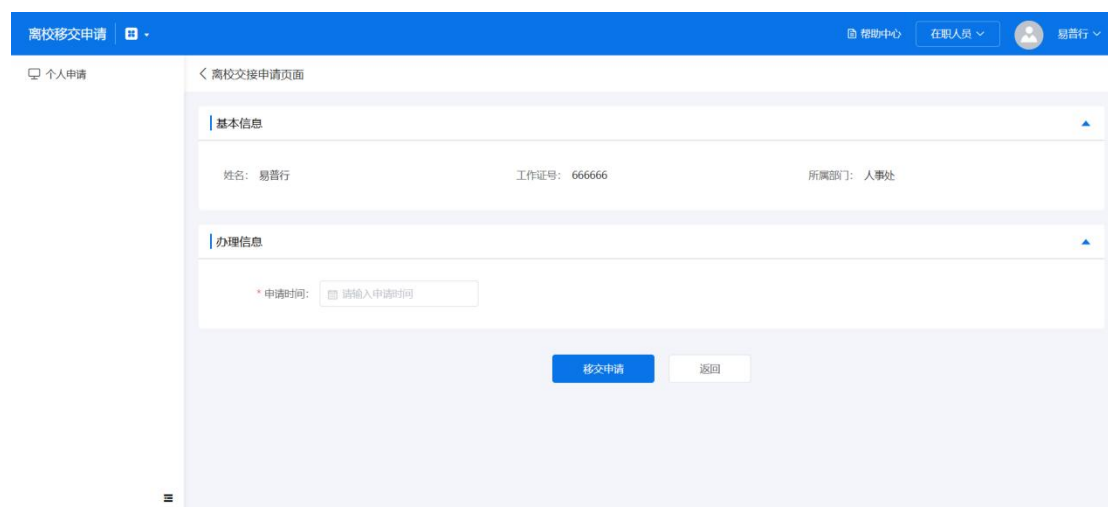 离校移交申请
帮助中心 在职人员 易普行
个人申请
离校交接申请页面
基本信息
姓名： 易普行 工作证号： 666666 所属部门： 人事处
办理信息
* 申请时间： 请输入申请时间
移交申请 返回